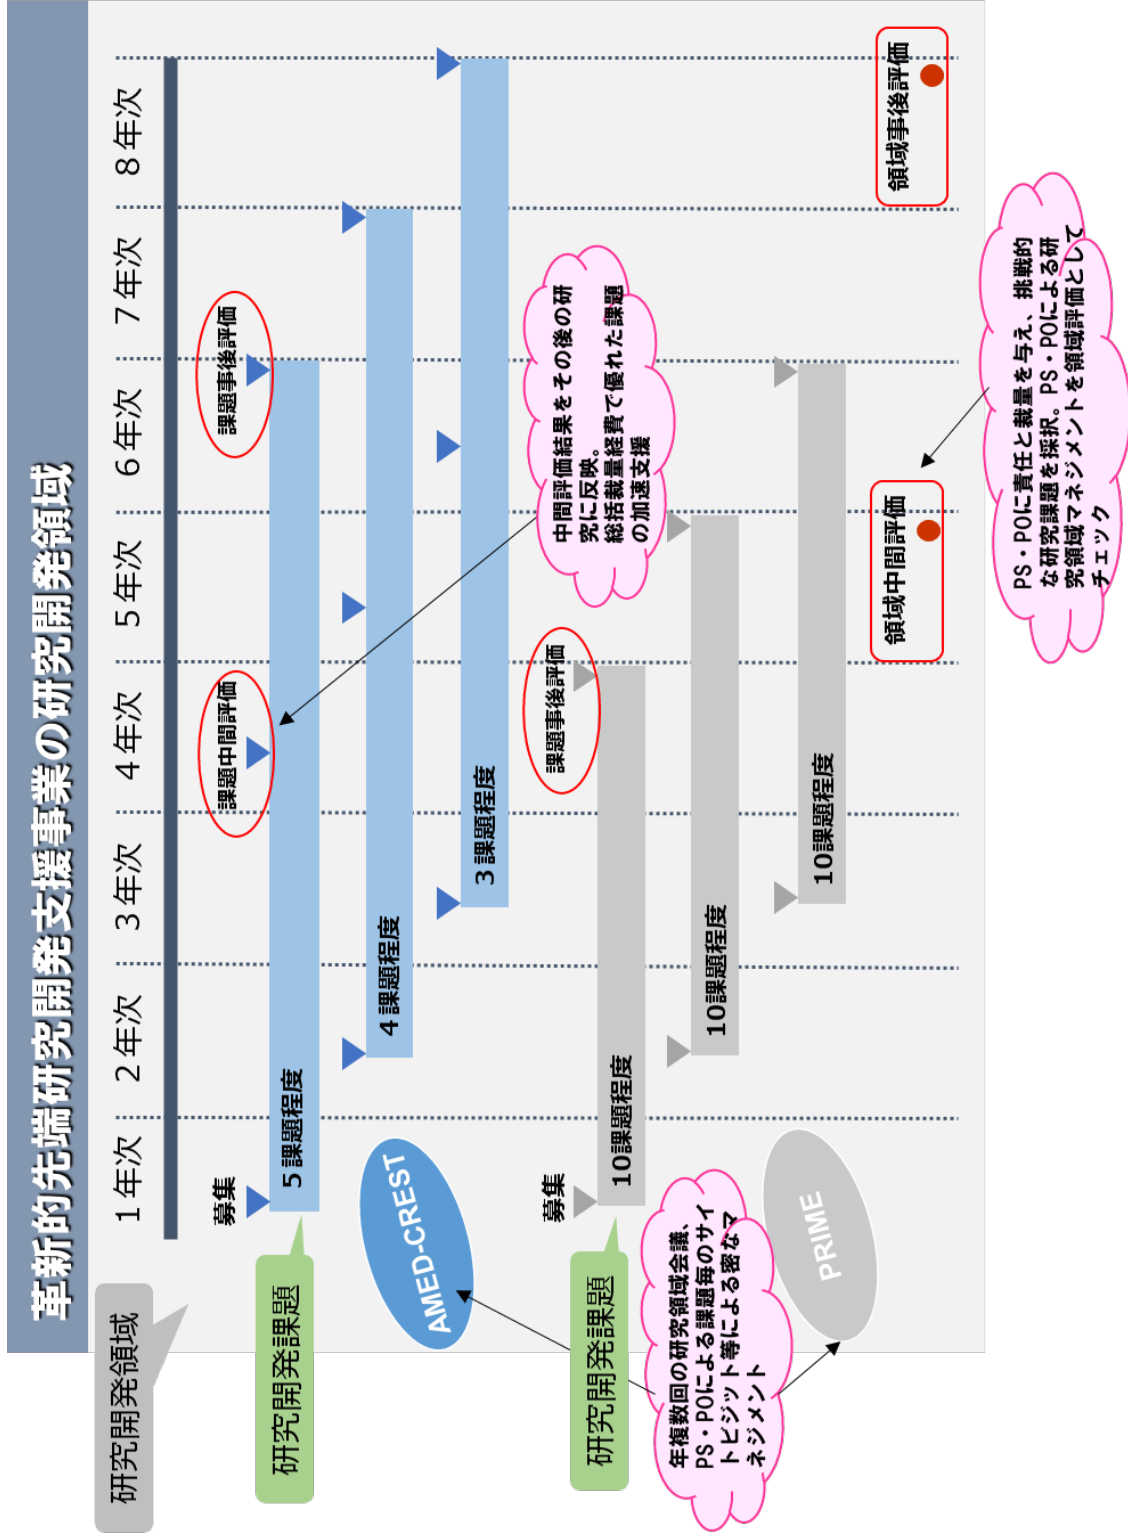 革新的先端研究開発支援事業の研究開発領域
研究開発領域
1年次
2年次
3年次
4年次
5年次
6年次
7年次
8年次
研究開発課題
募集
課題中間評価
課題事後評価
5課題程度
4課題程度
3課題程度
AMED-CREST
中間評価結果をその後の研
究に反映。
総括裁量経費で優れた課題
の加速支援
研究開発課題
募集
課題事後評価
10課題程度
10課題程度
10課題程度
PRIME
年複数回の研究領域会議、
PS・POによる課題毎のサイ
トビジット等による密なマ
ネジメント
領域中間評価
領域事後評価
PS・POに責任と裁量を与え、挑戦的
な研究課題を採択。PS・POによる研
究領域マネジメントを領域評価として
チェック